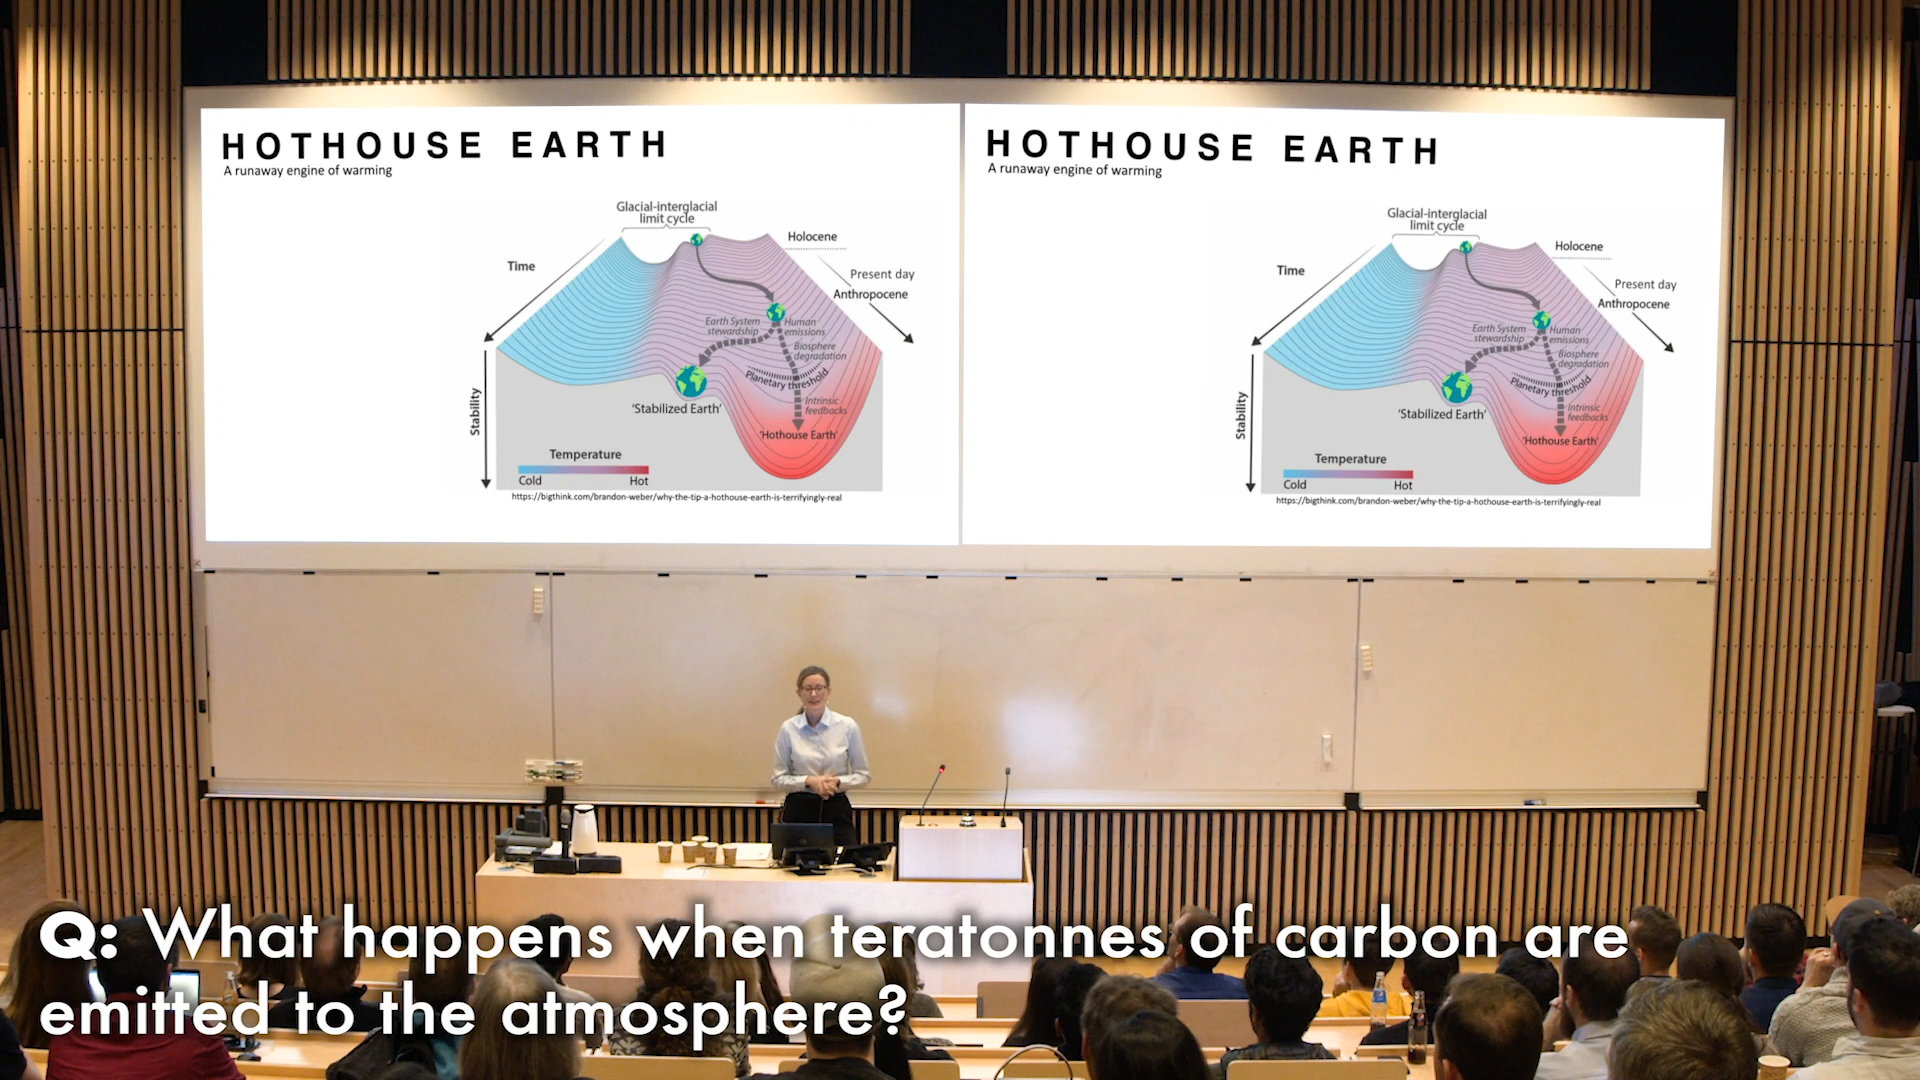 HOTHOUSE EARTH
A runaway engine of warming
Glacial-interglacial
limit cycle
Holocene
Time
Present day
Anthropocene
Earth System
stewardship
Human
emissions
Biosphere
degradation
Planetary threshold
Intrinsic
feedbacks
'Stabilized Earth'
'Hothouse Earth'
Stability
Temperature
Cold Hot
https://bigthink.com/brandon-weber/why-the-tip-a-hothouse-earth-is-terrifyingly-real
HOTHOUSE EARTH
A runaway engine of warming
Glacial-interglacial
limit cycle
Holocene
Time
Present day
Anthropocene
Earth System
stewardship
Human
emissions
Biosphere
degradation
Planetary threshold
Intrinsic
feedbacks
'Stabilized Earth'
'Hothouse Earth'
Stability
Temperature
Cold Hot
https://bigthink.com/brandon-weber/why-the-tip-a-hothouse-earth-is-terrifyingly-real
Q: What happens when teratonnes of carbon are
emitted to the atmosphere?